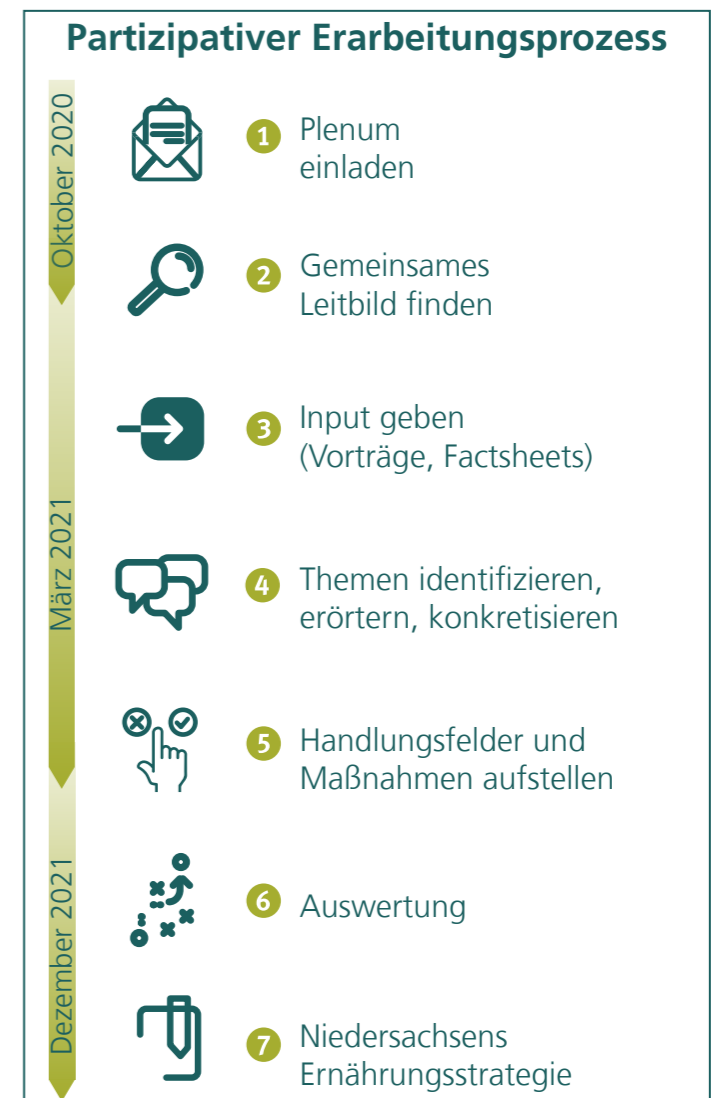 Partizipativer Erarbeitungsprozess
Oktober 2020
1 Plenum
einladen
2 Gemeinsames
Leitbild finden
3 Input geben
(Vorträge, Factsheets)
März 2021
4 Themen identifizieren,
erörtern, konkretisieren
5 Handlungsfelder und
Maßnahmen aufstellen
Dezember 2021
6 Auswertung
7 Niedersachsens
Ernährungsstrategie